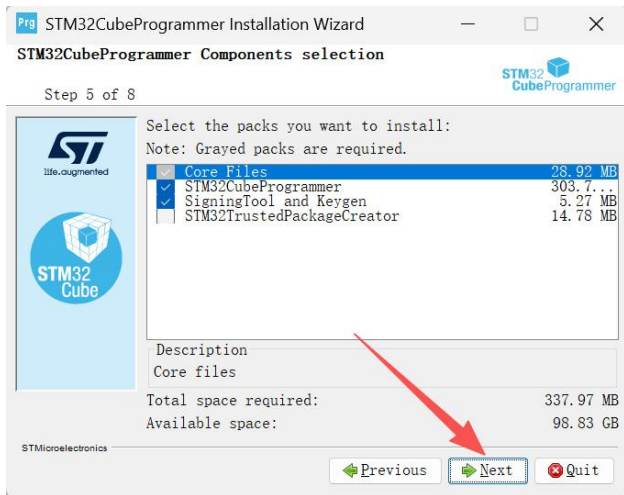 Prg STM32CubeProgrammer Installation Wizard
STM32CubeProgrammer Components selection
STM32
CubeProgrammer
Step 5 of 8
Select the packs you want to install:
Note: Grayed packs are required.
ST
life.augmented
Core Files 28.92 MB
STM32CubeProgrammer 303.7...
SigningTool and Keygen 5.27 MB
STM32TrustedPackageCreator 14.78 MB
STM32
Cube
Description
Core files
Total space required: 337.97 MB
Available space: 98.83 GB
STMicroelectronics
Previous
Next
Quit